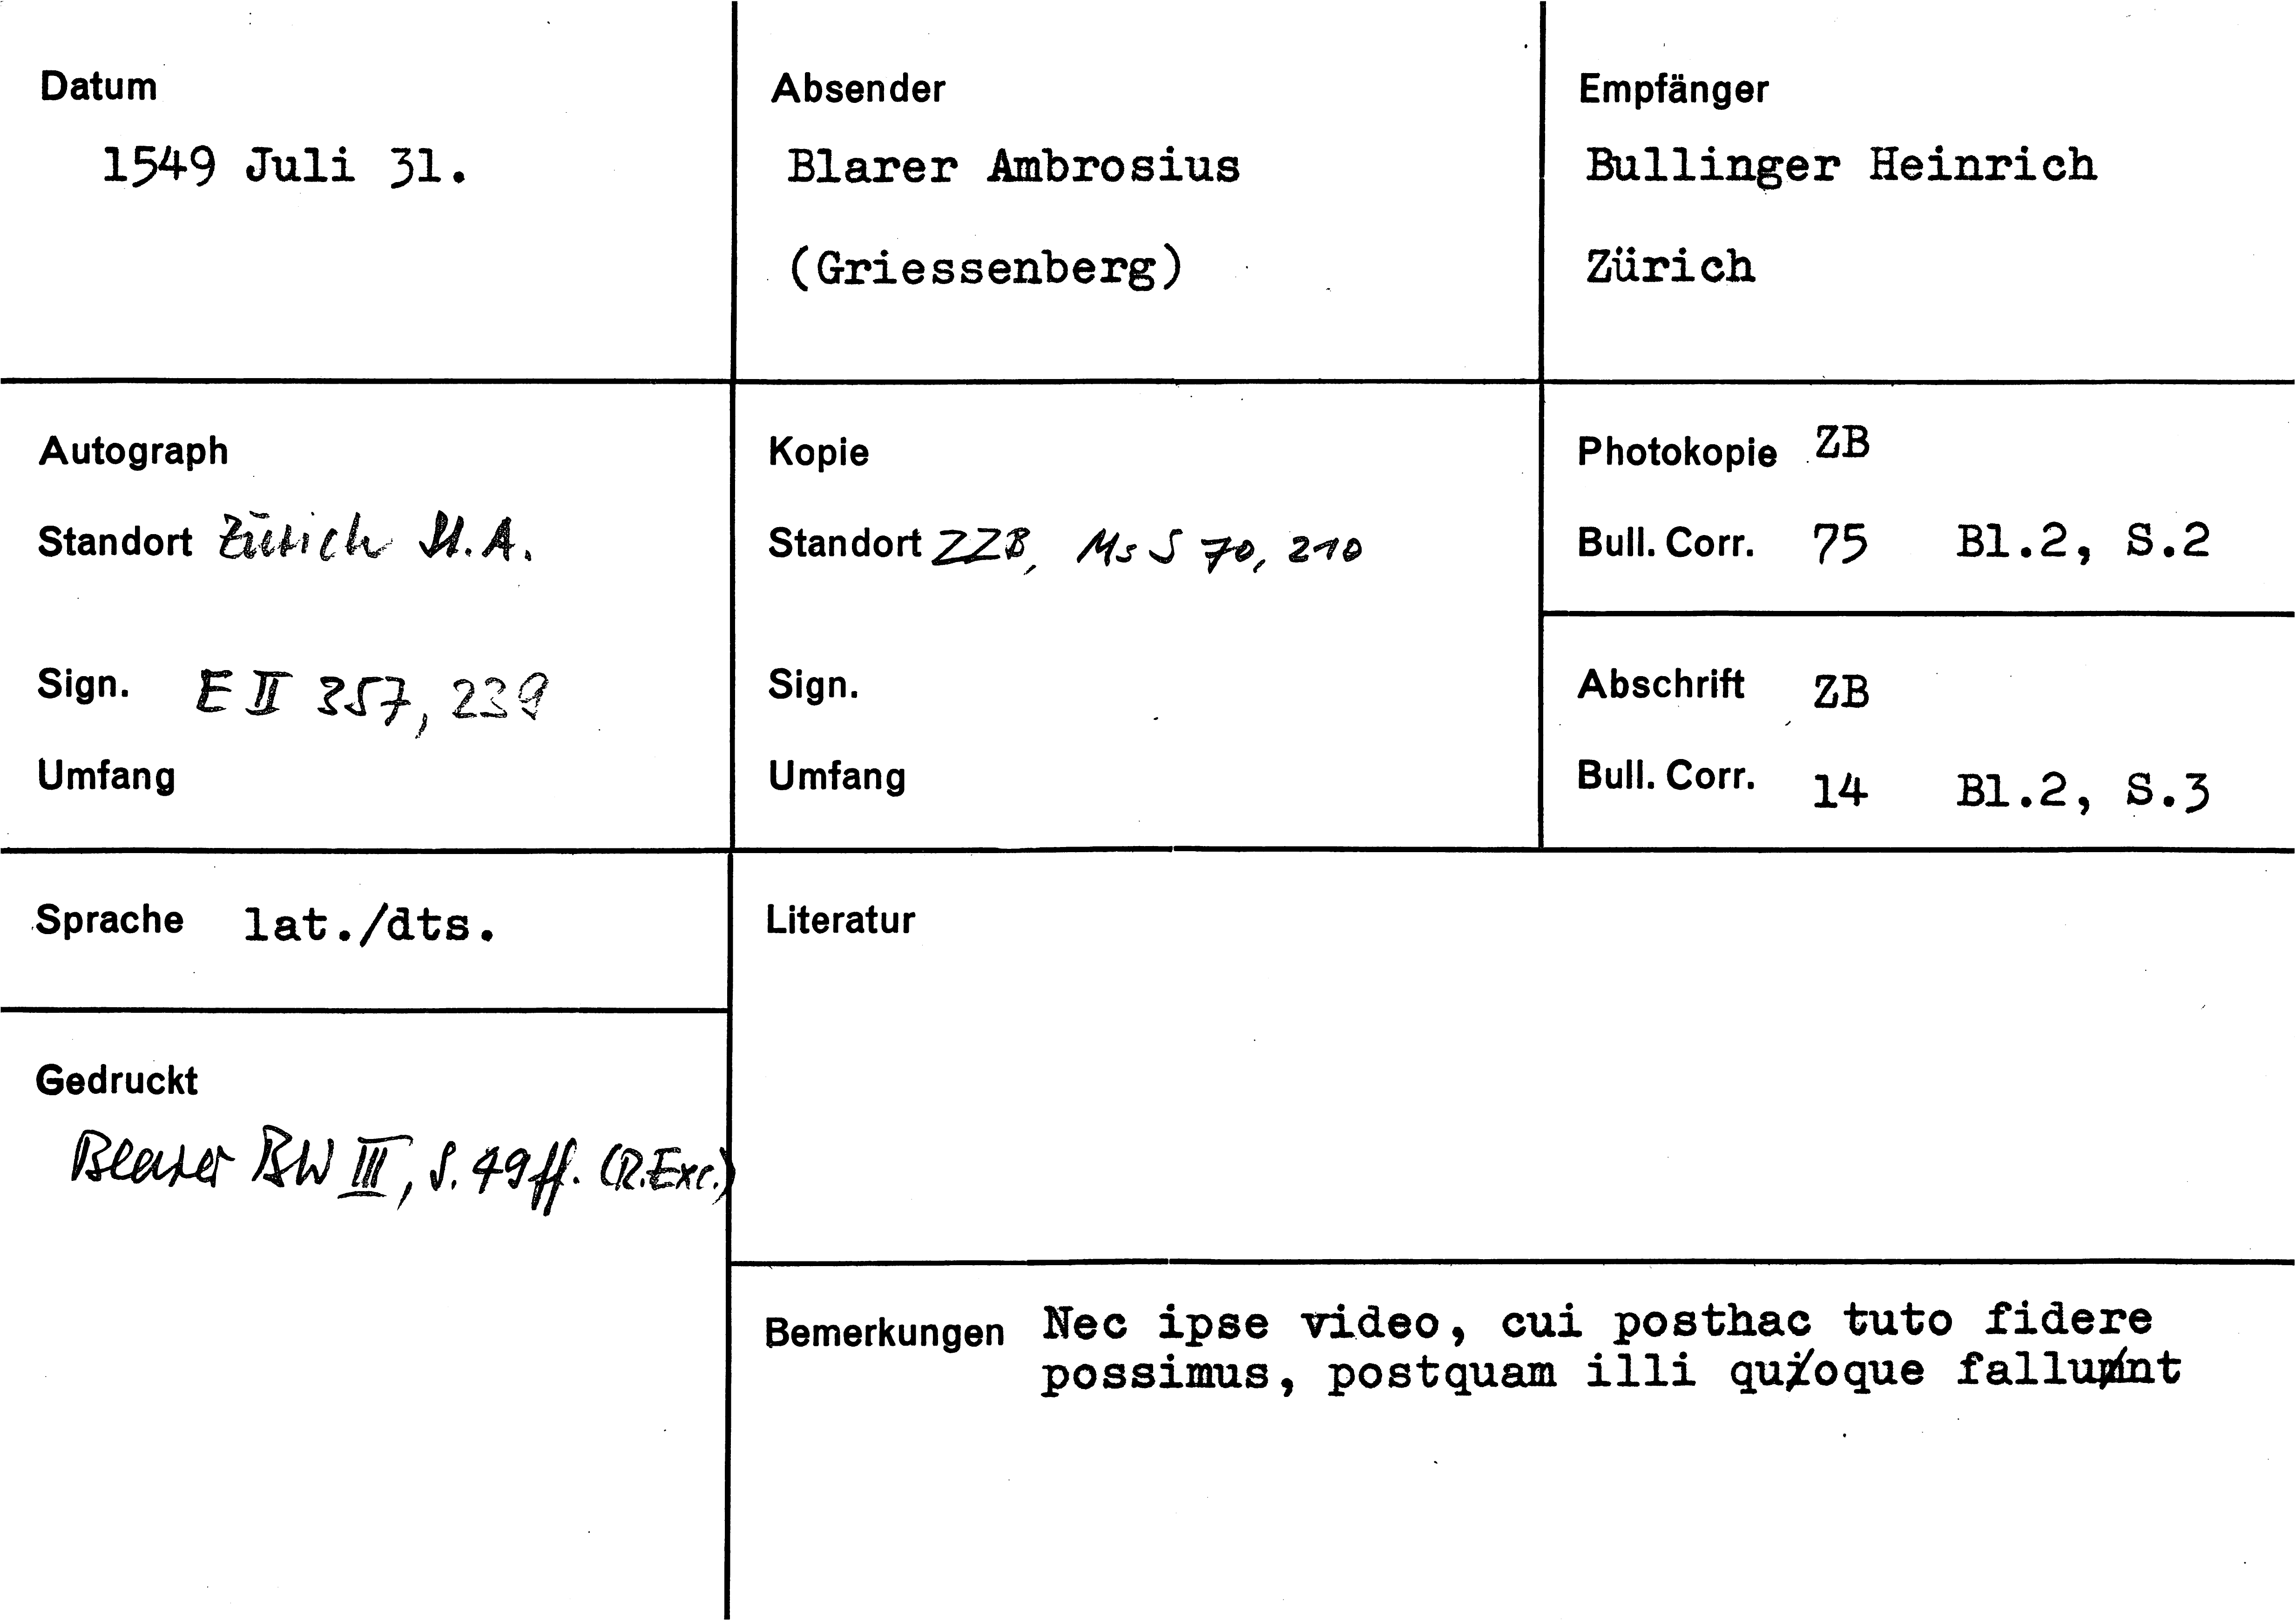 Datum
1549 Juli 31.
Absender
Blarer Ambrosius
(Griessenberg)
Empfänger
Bullinger Heinrich
Zürich
Autograph
Standort Zürich St.A.
Sign. E II 357, 239
Umfang
Kopie
Standort ZZB, Ms S 70, 210
Sign.
Umfang
Photokopie ZB
Bull. Corr. 75 Bl.2, S.2
Abschrift ZB
Bull. Corr. 14 Bl.2, S.3
Sprache lat./dts.
Gedruckt
Blarer BW III, S. 49ff. (R.Exc.)
Literatur
Bemerkungen Nec ipse video, cui posthac tuto fidere
possimus, postquam illi quoque fallunt